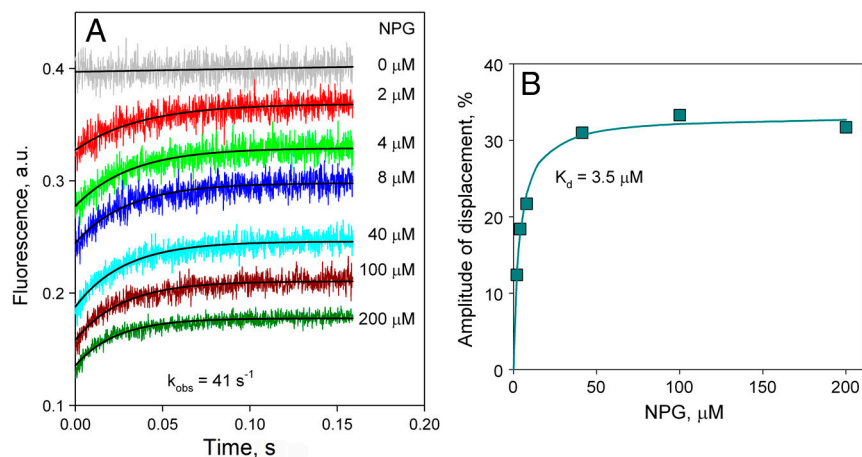 A
NPG
0 μM
2 μM
4 μM
8 μM
40 μM
100 μM
200 μM
0.4
0.3
0.2
0.1
Fluorescence, a.u.
k_obs = 41 s⁻¹
0.00 0.05 0.10 0.15 0.20
Time, s
B
40
30
20
10
0
Amplitude of displacement, %
K_d = 3.5 μM
0 50 100 150 200
NPG, μM